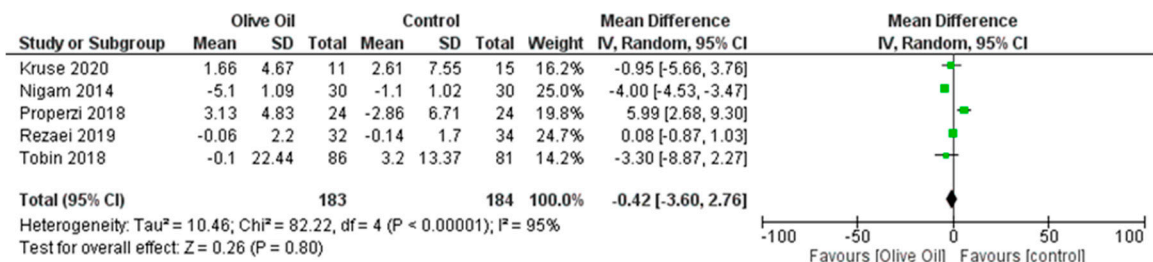 Olive Oil Control Mean Difference Mean Difference
Study or Subgroup Mean SD Total Mean SD Total Weight IV, Random, 95% CI IV, Random, 95% CI
Kruse 2020 1.66 4.67 11 2.61 7.55 15 16.2% -0.95 [-5.66, 3.76]
Nigam 2014 -5.1 1.09 30 -1.1 1.02 30 25.0% -4.00 [-4.53, -3.47]
Properzi 2018 3.13 4.83 24 -2.86 6.71 24 19.8% 5.99 [2.68, 9.30]
Rezaei 2019 -0.06 2.2 32 -0.14 1.7 34 24.7% 0.08 [-0.87, 1.03]
Tobin 2018 -0.1 22.44 86 3.2 13.37 81 14.2% -3.30 [-8.87, 2.27]
Total (95% CI) 183 184 100.0% -0.42 [-3.60, 2.76]
Heterogeneity: Tau² = 10.46; Chi² = 82.22, df = 4 (P < 0.00001); I² = 95%
Test for overall effect: Z = 0.26 (P = 0.80)
-100 -50 0 50 100
Favours [Olive Oil] Favours [control]